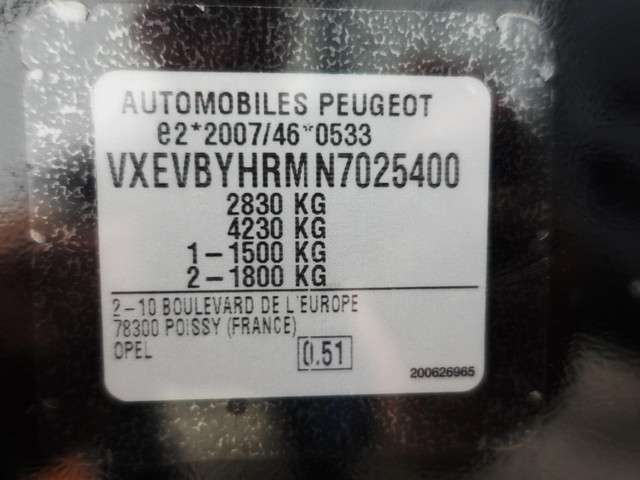 AUTOMOBILES PEUGEOT
e2*2007/46*0533
VXEVBYHRMN7025400
2830 KG
4230 KG
1-1500 KG
2-1800 KG
2-10 BOULEVARD DE L'EUROPE
78300 POISSY (FRANCE)
OPEL 0.51
200626965